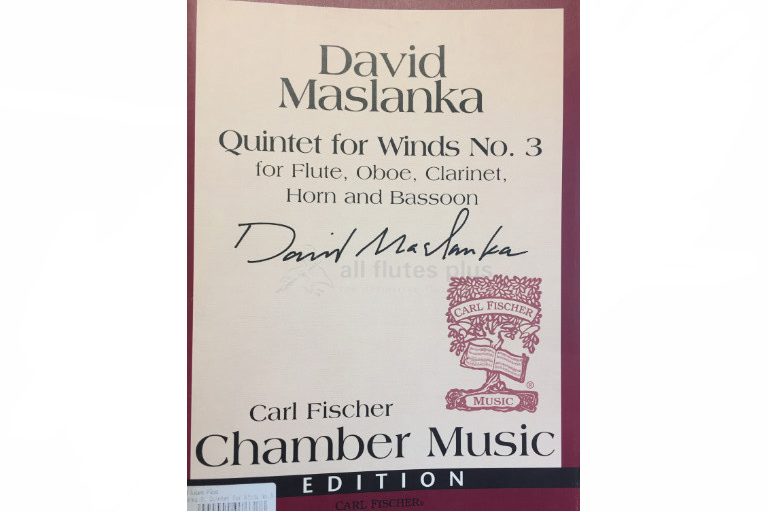 David
Maslanka
Quintet for Winds No. 3
for Flute, Oboe, Clarinet,
Horn and Bassoon
David Maslanka
all flutes plus
CARL FISCHER
®
MUSIC
Carl Fischer
Chamber Music
EDITION
CARL FISCHER®